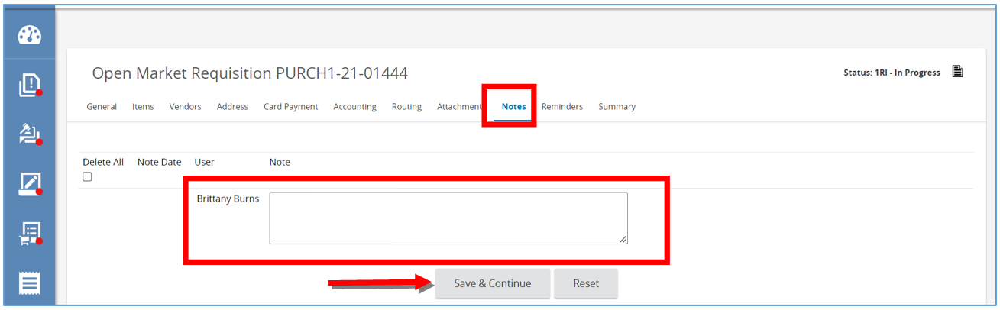 Open Market Requisition PURCH1-21-01444
Status: 1RI - In Progress
General Items Vendors Address Card Payment Accounting Routing Attachment Notes Reminders Summary
Delete All Note Date User Note
Brittany Burns
Save & Continue Reset